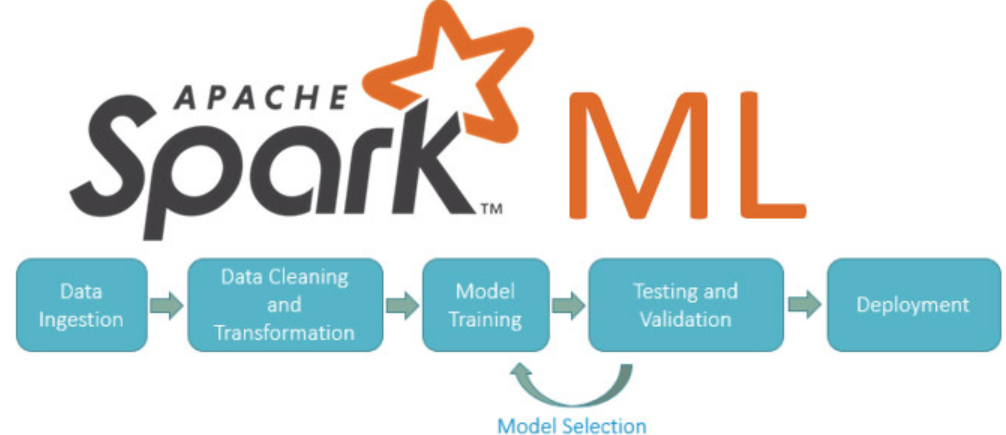 APACHE
Spark™ ML
Data
Ingestion
Data Cleaning
and
Transformation
Model
Training
Testing and
Validation
Deployment
Model Selection